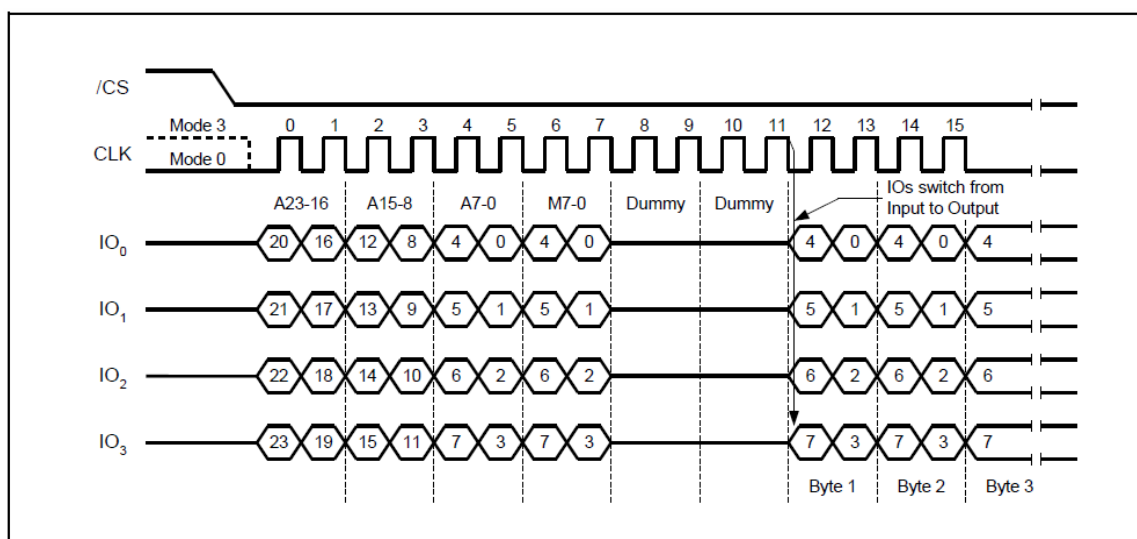 /CS
Mode 3 0 1 2 3 4 5 6 7 8 9 10 11 12 13 14 15
CLK
Mode 0
IOs switch from
Input to Output
A23-16 A15-8 A7-0 M7-0 Dummy Dummy
IO0 20 16 12 8 4 0 4 0 4 0 4 0 4
IO1 21 17 13 9 5 1 5 1 5 1 5 1 5
IO2 22 18 14 10 6 2 6 2 6 2 6 2 6
IO3 23 19 15 11 7 3 7 3 7 3 7 3 7
Byte 1 Byte 2 Byte 3